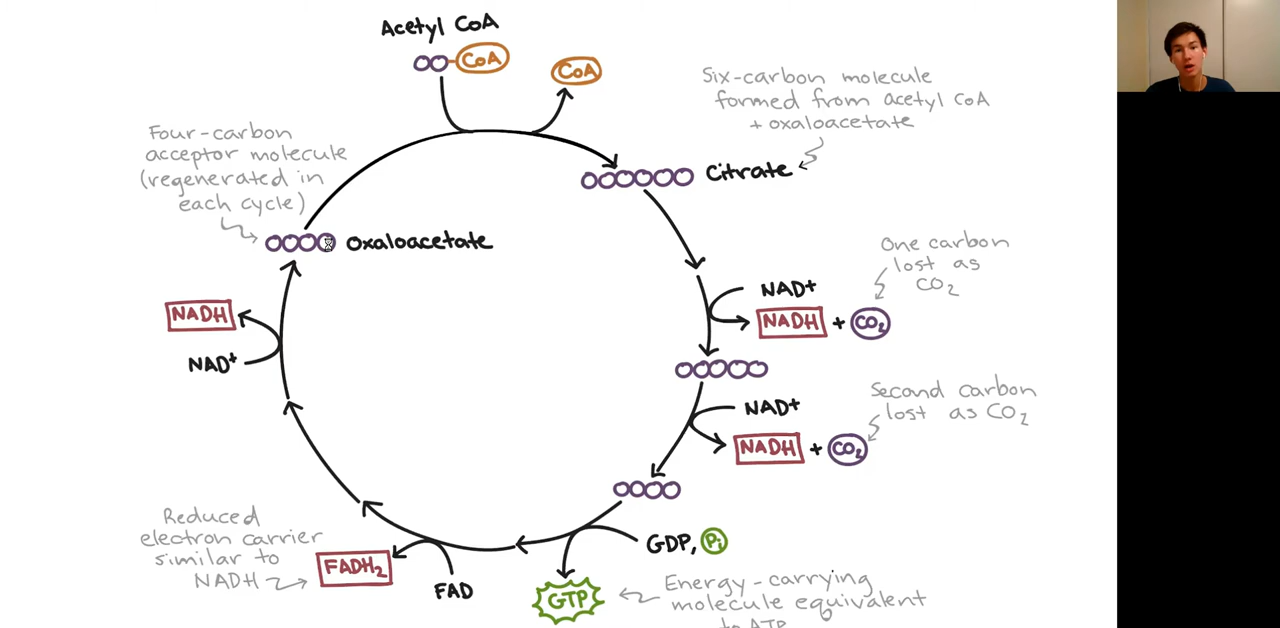 Acetyl CoA
CoA
CoA
Six-carbon molecule
formed from acetyl CoA
+ oxaloacetate
Citrate
Four-carbon
acceptor molecule
(regenerated in
each cycle)
Oxaloacetate
One carbon
lost as
CO2
NAD+
NADH + CO2
NADH
NAD+
Second carbon
lost as CO2
NAD+
NADH + CO2
Reduced
electron carrier
similar to
NADH
FADH2
FAD
GDP, Pi
GTP
Energy-carrying
molecule equivalent
to ATP